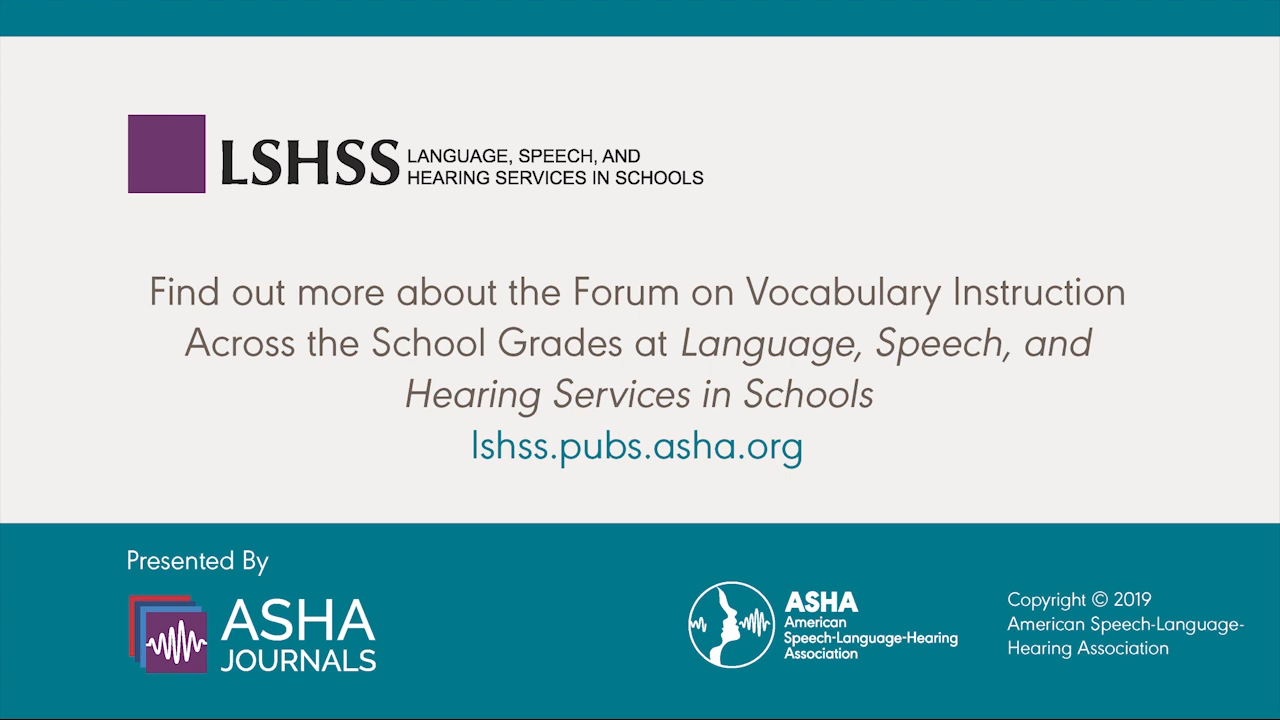 LSHSS
LANGUAGE, SPEECH, AND
HEARING SERVICES IN SCHOOLS
Find out more about the Forum on Vocabulary Instruction
Across the School Grades at Language, Speech, and
Hearing Services in Schools
lshss.pubs.asha.org
Presented By
ASHA
JOURNALS
ASHA
American
Speech-Language-Hearing
Association
Copyright © 2019
American Speech-Language-
Hearing Association